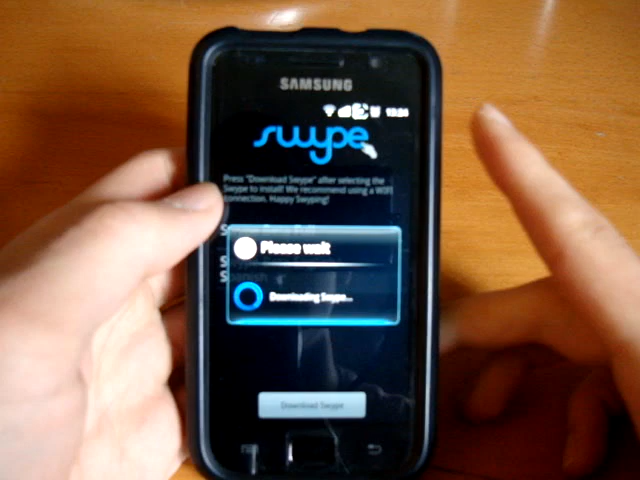 SAMSUNG
swype
Press "Download Swype" after selecting the
Swype to install! We recommend using a WIFI
connection. Happy Swyping!
Please wait
Downloading Swype...
Download Swype